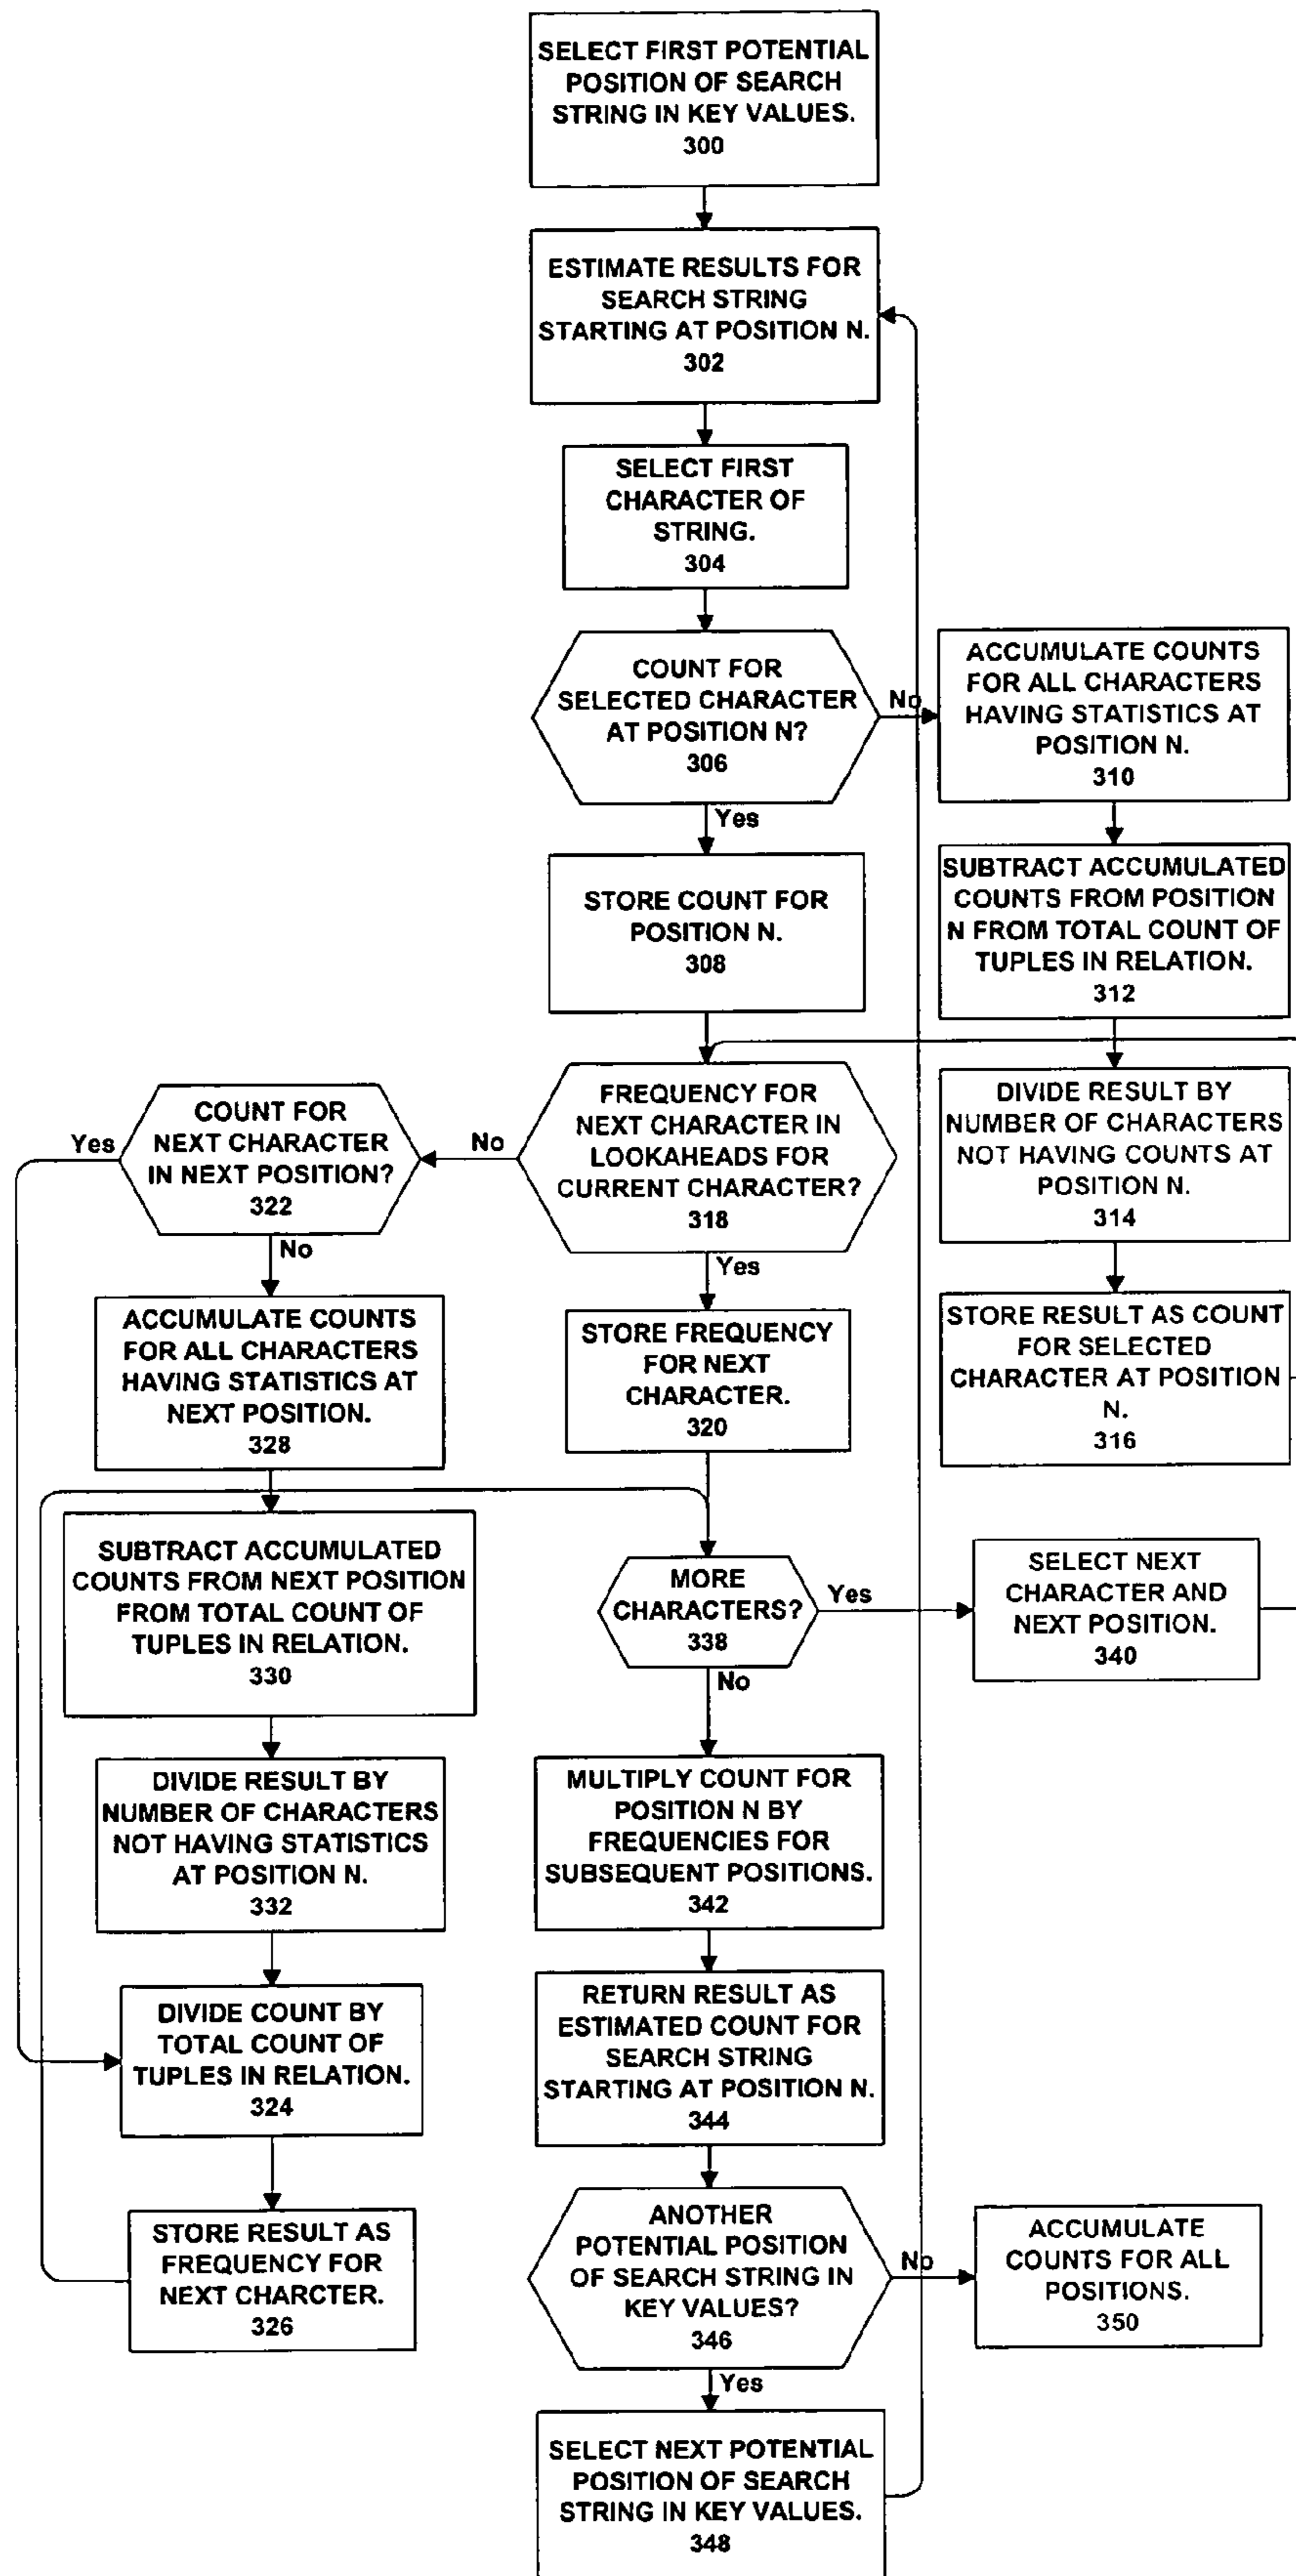 SELECT FIRST POTENTIAL
POSITION OF SEARCH
STRING IN KEY VALUES.
300
ESTIMATE RESULTS FOR
SEARCH STRING
STARTING AT POSITION N.
302
SELECT FIRST
CHARACTER OF
STRING.
304
COUNT FOR
SELECTED CHARACTER
AT POSITION N?
306
No
Yes
ACCUMULATE COUNTS
FOR ALL CHARACTERS
HAVING STATISTICS AT
POSITION N.
310
STORE COUNT FOR
POSITION N.
308
SUBTRACT ACCUMULATED
COUNTS FROM POSITION
N FROM TOTAL COUNT OF
TUPLES IN RELATION.
312
DIVIDE RESULT BY
NUMBER OF CHARACTERS
NOT HAVING COUNTS AT
POSITION N.
314
STORE RESULT AS COUNT
FOR SELECTED
CHARACTER AT POSITION
N.
316
FREQUENCY FOR
NEXT CHARACTER IN
LOOKAHEADS FOR
CURRENT CHARACTER?
318
No
Yes
COUNT FOR
NEXT CHARACTER
IN NEXT POSITION?
322
Yes
No
STORE FREQUENCY
FOR NEXT
CHARACTER.
320
ACCUMULATE COUNTS
FOR ALL CHARACTERS
HAVING STATISTICS AT
NEXT POSITION.
328
SUBTRACT ACCUMULATED
COUNTS FROM NEXT POSITION
FROM TOTAL COUNT OF
TUPLES IN RELATION.
330
DIVIDE RESULT BY
NUMBER OF CHARACTERS
NOT HAVING STATISTICS
AT POSITION N.
332
DIVIDE COUNT BY
TOTAL COUNT OF
TUPLES IN RELATION.
324
STORE RESULT AS
FREQUENCY FOR
NEXT CHARCTER.
326
MORE
CHARACTERS?
338
Yes
No
SELECT NEXT
CHARACTER AND
NEXT POSITION.
340
MULTIPLY COUNT FOR
POSITION N BY
FREQUENCIES FOR
SUBSEQUENT POSITIONS.
342
RETURN RESULT AS
ESTIMATED COUNT FOR
SEARCH STRING
STARTING AT POSITION N.
344
ANOTHER
POTENTIAL POSITION
OF SEARCH STRING IN
KEY VALUES?
346
No
Yes
ACCUMULATE
COUNTS FOR ALL
POSITIONS.
350
SELECT NEXT POTENTIAL
POSITION OF SEARCH
STRING IN KEY VALUES.
348